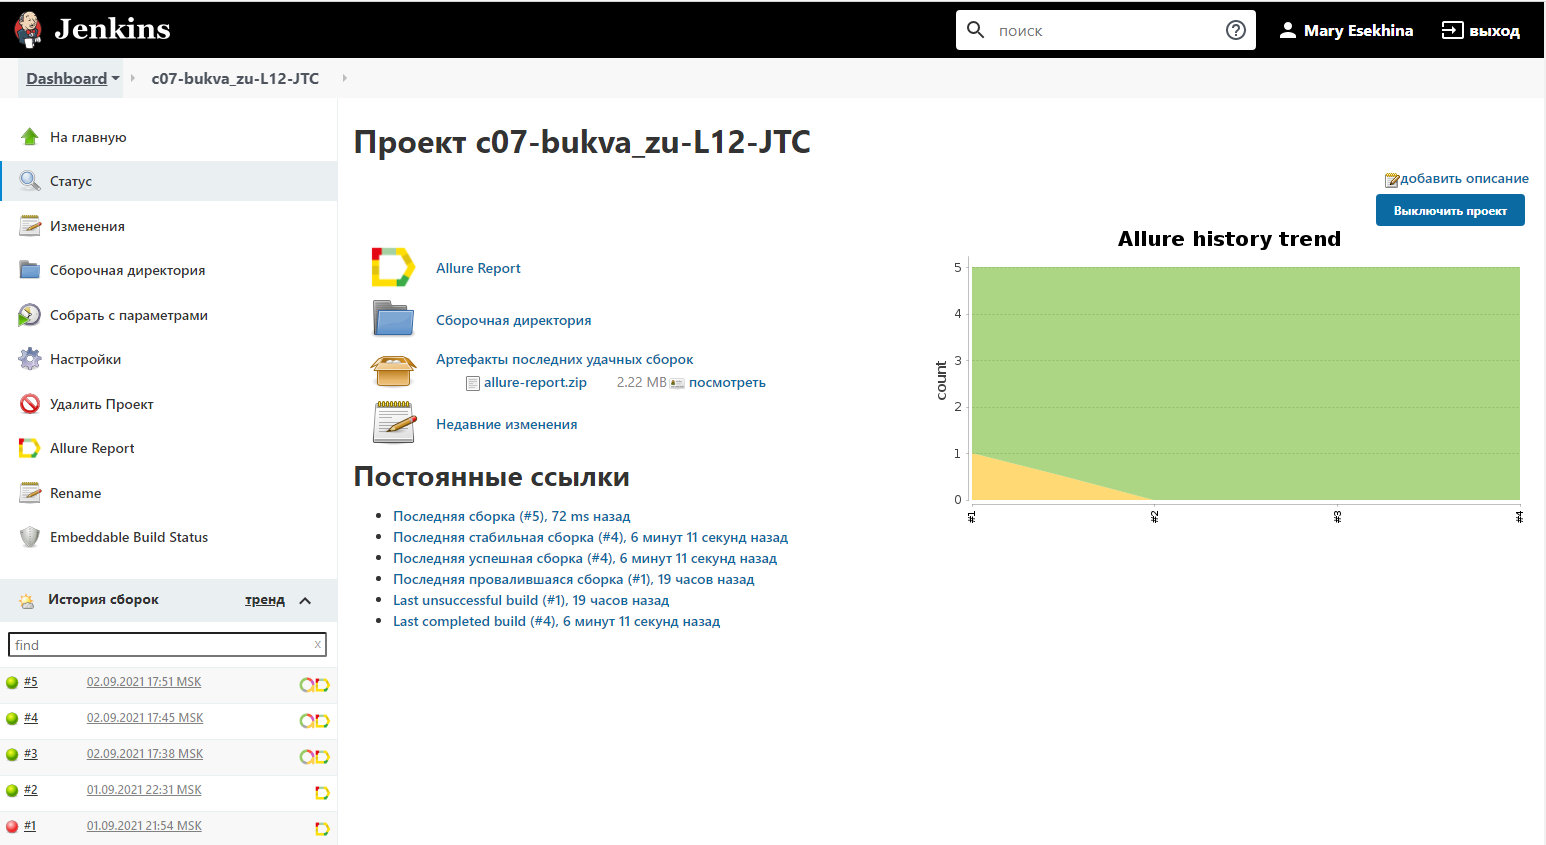 Jenkins
поиск
Mary Esekhina
выход
Dashboard
c07-bukva_zu-L12-JTC
На главную
Статус
Изменения
Сборочная директория
Собрать с параметрами
Настройки
Удалить Проект
Allure Report
Rename
Embeddable Build Status
История сборок тренд
find x
#5 02.09.2021 17:51 MSK
#4 02.09.2021 17:45 MSK
#3 02.09.2021 17:38 MSK
#2 01.09.2021 22:31 MSK
#1 01.09.2021 21:54 MSK
Проект c07-bukva_zu-L12-JTC
добавить описание
Выключить проект
Allure Report
Сборочная директория
Артефакты последних удачных сборок
allure-report.zip 2.22 MB посмотреть
Недавние изменения
Постоянные ссылки
Последняя сборка (#5), 72 ms назад
Последняя стабильная сборка (#4), 6 минут 11 секунд назад
Последняя успешная сборка (#4), 6 минут 11 секунд назад
Последняя провалившаяся сборка (#1), 19 часов назад
Last unsuccessful build (#1), 19 часов назад
Last completed build (#4), 6 минут 11 секунд назад
Allure history trend
count
5
4
3
2
1
0
#1 #2 #3 #4